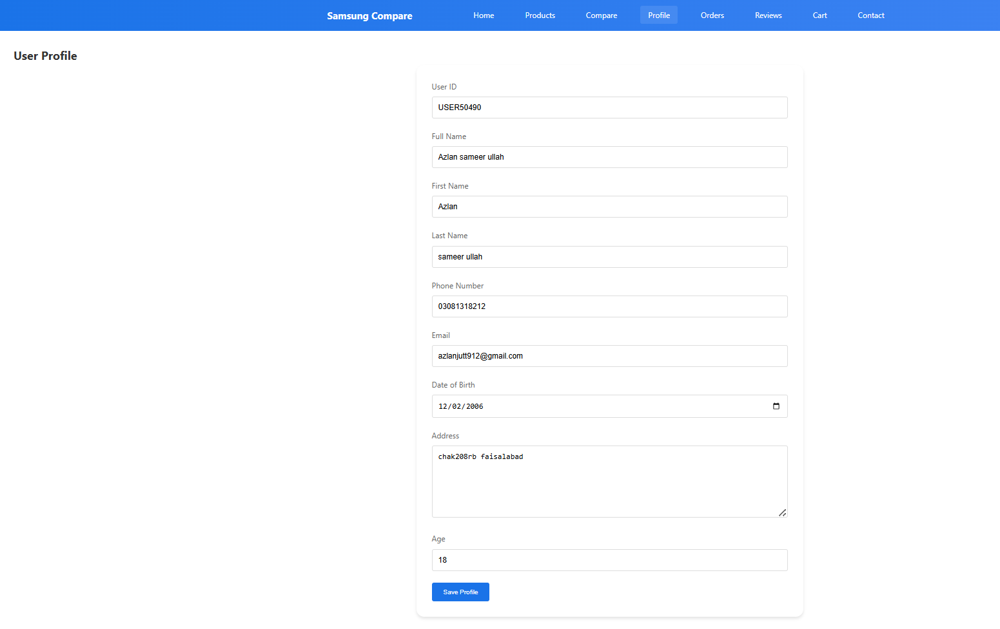 Samsung Compare Home Products Compare Profile Orders Reviews Cart Contact
User Profile
User ID
USER50490
Full Name
Azlan sameer ullah
First Name
Azlan
Last Name
sameer ullah
Phone Number
03081318212
Email
azlanjutt912@gmail.com
Date of Birth
12/02/2006
Address
chak208rb faisalabad
Age
18
Save Profile